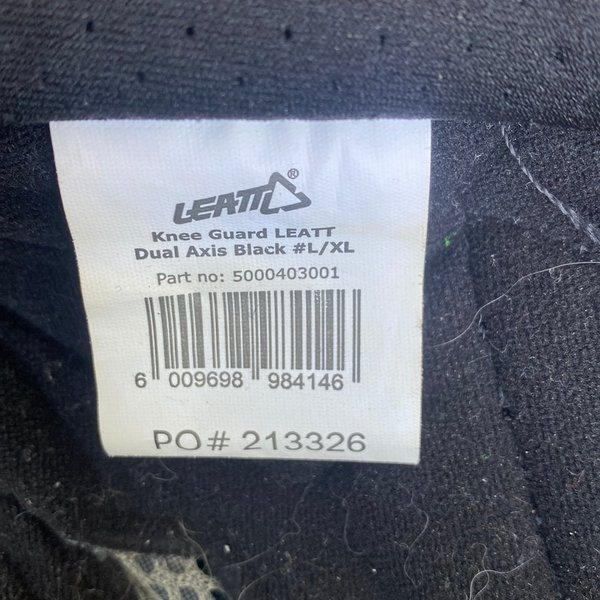 LEATT®
Knee Guard LEATT
Dual Axis Black #L/XL
Part no: 5000403001
6 009698 984146
PO# 213326